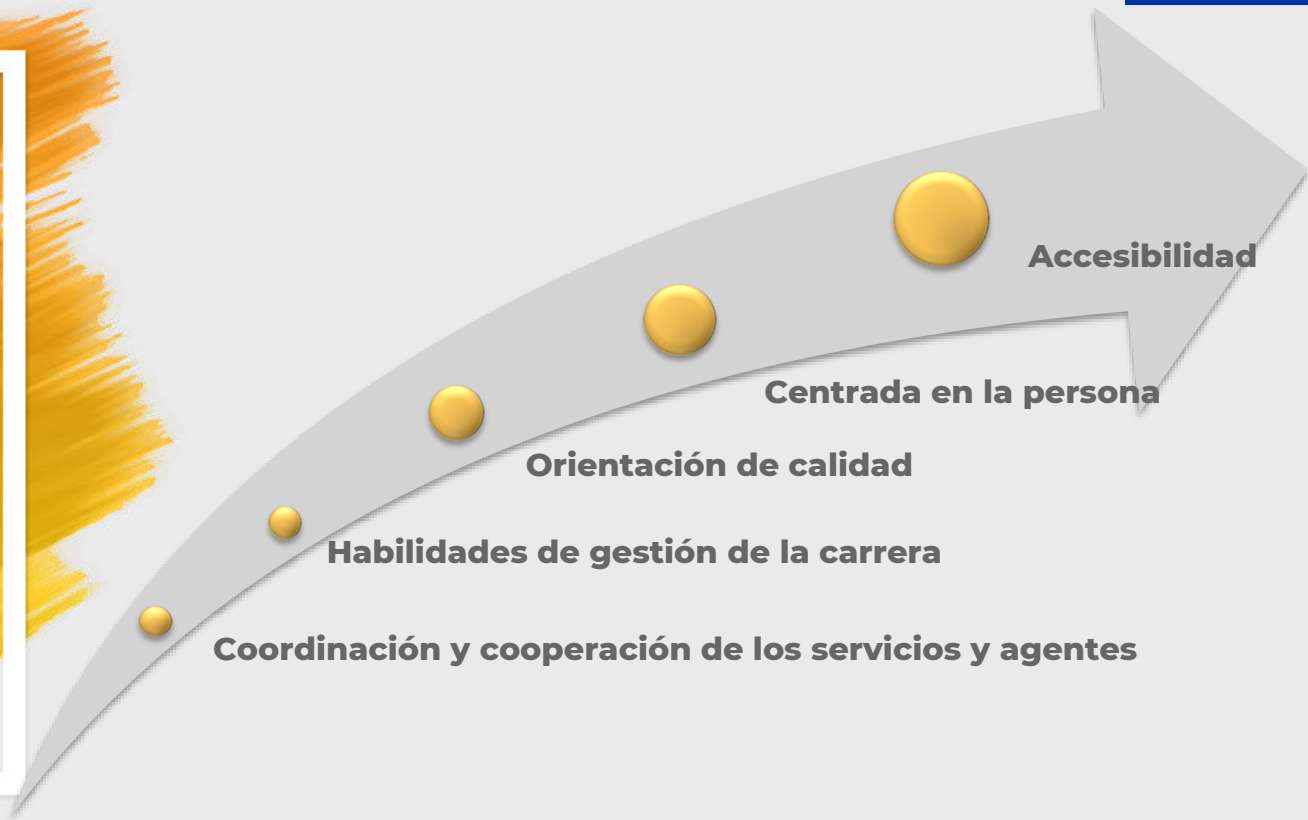 Accesibilidad
Centrada en la persona
Orientación de calidad
Habilidades de gestión de la carrera
Coordinación y cooperación de los servicios y agentes